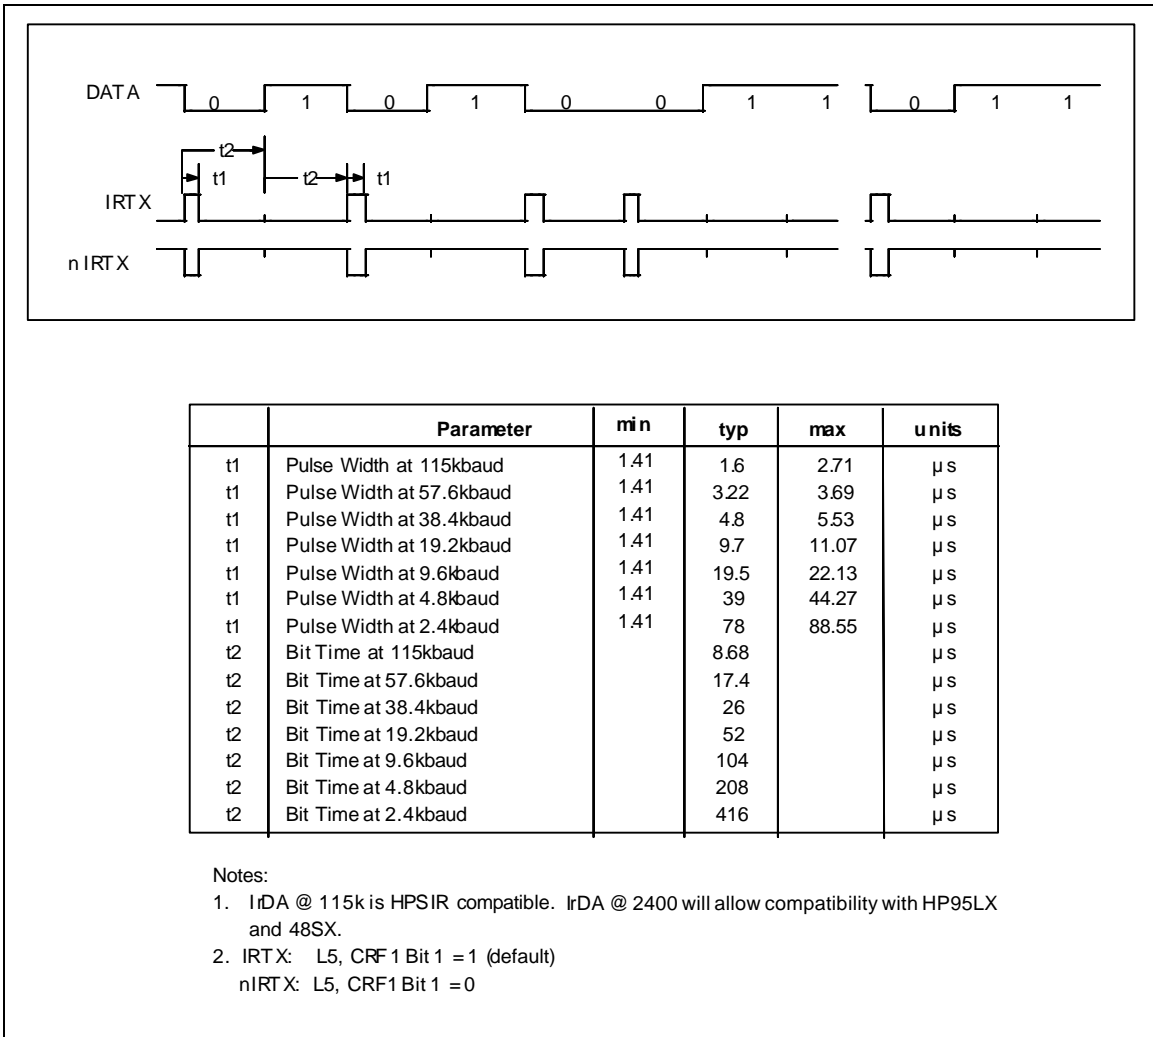 DATA 0 1 0 1 0 0 1 1 0 1 1
t2
t1 t2 t1
IRTX
nIRTX
Parameter min typ max units
t1 Pulse Width at 115kbaud 1.41 1.6 2.71 µs
t1 Pulse Width at 57.6kbaud 1.41 3.22 3.69 µs
t1 Pulse Width at 38.4kbaud 1.41 4.8 5.53 µs
t1 Pulse Width at 19.2kbaud 1.41 9.7 11.07 µs
t1 Pulse Width at 9.6kbaud 1.41 19.5 22.13 µs
t1 Pulse Width at 4.8kbaud 1.41 39 44.27 µs
t1 Pulse Width at 2.4kbaud 1.41 78 88.55 µs
t2 Bit Time at 115kbaud 8.68 µs
t2 Bit Time at 57.6kbaud 17.4 µs
t2 Bit Time at 38.4kbaud 26 µs
t2 Bit Time at 19.2kbaud 52 µs
t2 Bit Time at 9.6kbaud 104 µs
t2 Bit Time at 4.8kbaud 208 µs
t2 Bit Time at 2.4kbaud 416 µs
Notes:
1. IrDA @ 115k is HPSIR compatible. IrDA @ 2400 will allow compatibility with HP95LX
and 48SX.
2. IRTX: L5, CRF1 Bit 1 = 1 (default)
nIRTX: L5, CRF1 Bit 1 = 0